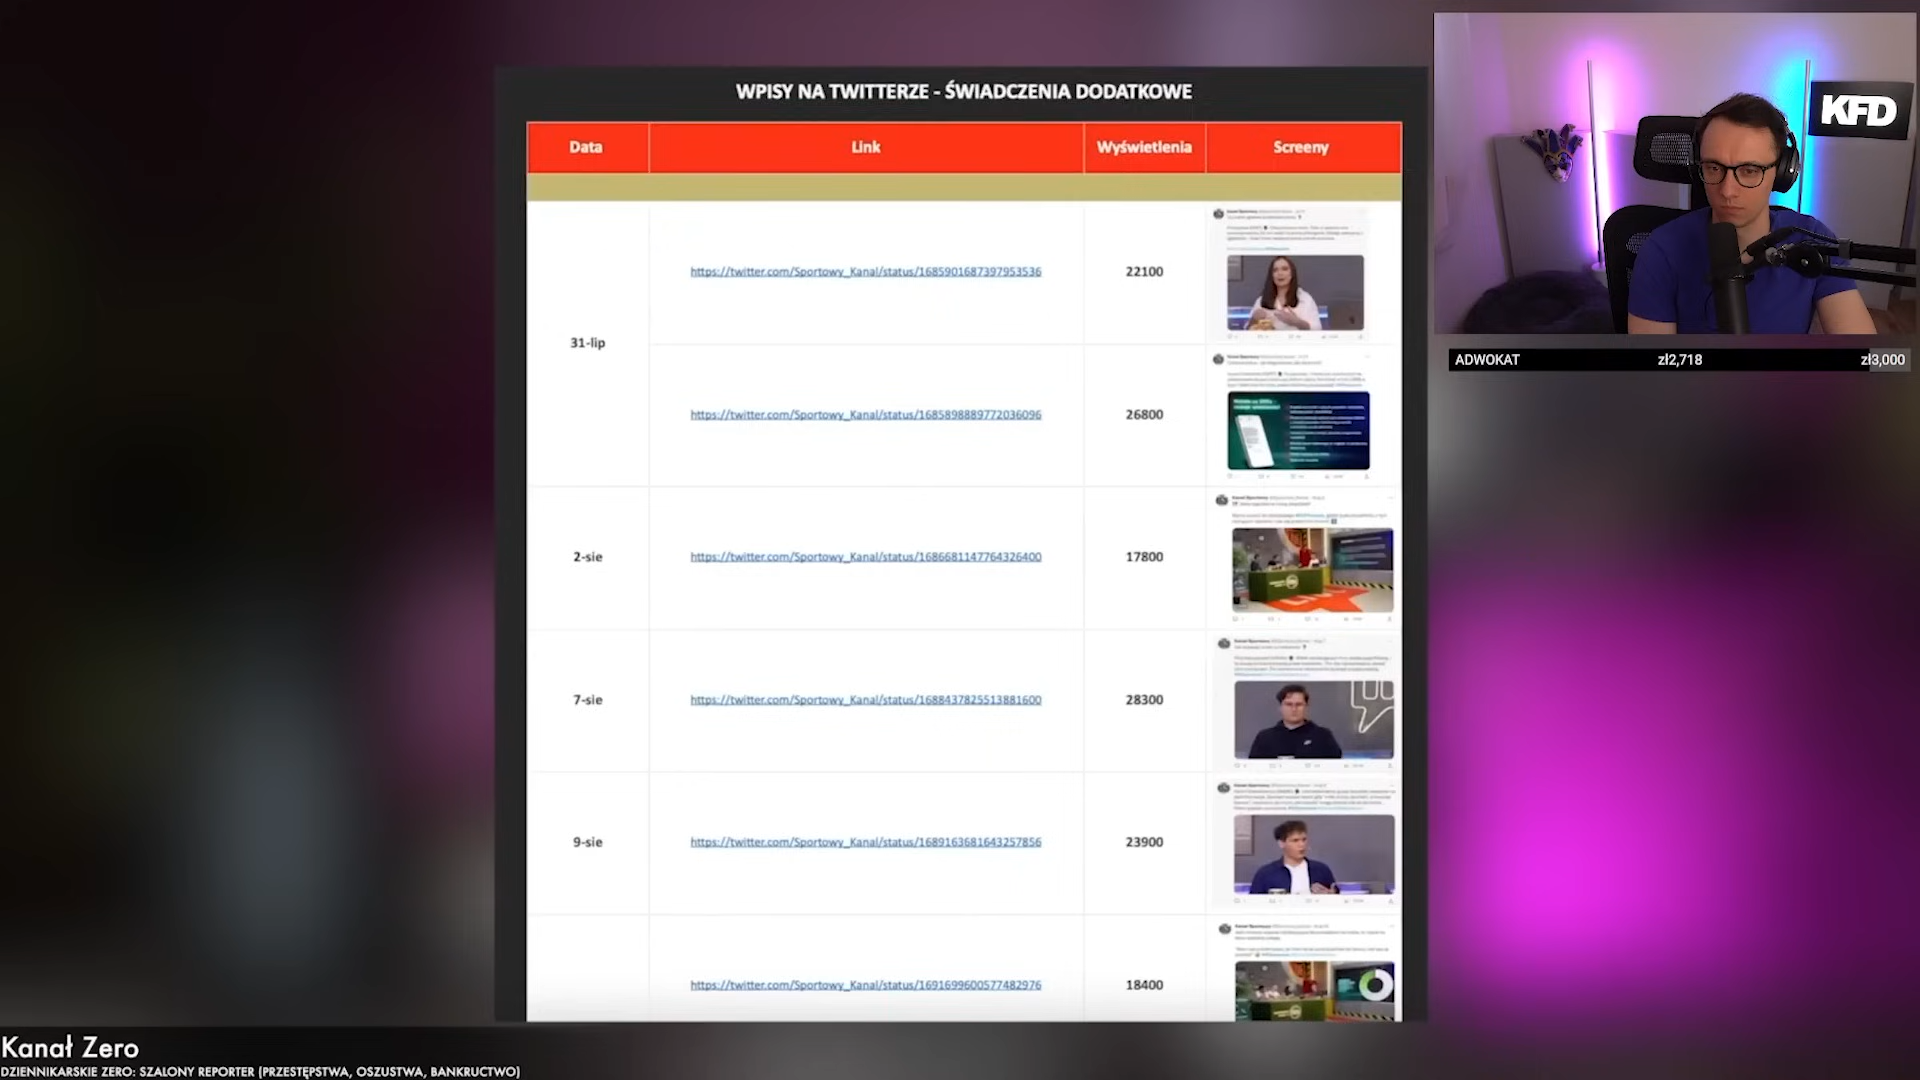 WPISY NA TWITTERZE - ŚWIADCZENIA DODATKOWE
Data Link Wyświetlenia Screeny
31-lip
https://twitter.com/Sportowy_Kanal/status/1685901687397953536 22100
https://twitter.com/Sportowy_Kanal/status/1685898889772036096 26800
2-sie https://twitter.com/Sportowy_Kanal/status/1686681147764326400 17800
7-sie https://twitter.com/Sportowy_Kanal/status/1688437825513881600 28300
9-sie https://twitter.com/Sportowy_Kanal/status/1689163681643257856 23900
https://twitter.com/Sportowy_Kanal/status/1691699600577482976 18400
KFD
ADWOKAT zł2,718 zł3,000
Kanał Zero
DZIENNIKARSKIE ZERO: SZALONY REPORTER (PRZESTĘPSTWA, OSZUSTWA, BANKRUCTWO)